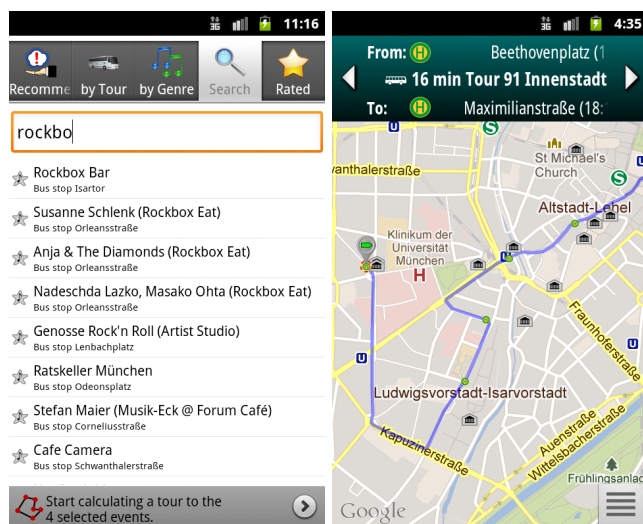 3G 11:16
Recomme by Tour by Genre Search Rated
rockbo
Rockbox Bar
Bus stop Isartor
Susanne Schlenk (Rockbox Eat)
Bus stop Orleansstraße
Anja & The Diamonds (Rockbox Eat)
Bus stop Orleansstraße
Nadeschda Lazko, Masako Ohta (Rockbox Eat)
Bus stop Orleansstraße
Genosse Rock'n Roll (Artist Studio)
Bus stop Lenbachplatz
Ratskeller München
Bus stop Odeonsplatz
Stefan Maier (Musik-Eck @ Forum Café)
Bus stop Corneliusstraße
Cafe Camera
Bus stop Schwanthalerstraße
Start calculating a tour to the
4 selected events.
3G 4:35
From: H Beethovenplatz (1
16 min Tour 91 Innenstadt
To: H Maximilianstraße (18:
U
S
St Michael's
Church
wanthalerstraße
S
Altstadt-Lehel
Klinikum der
Universität
München
H
U
U
U
Fraunhoferstraße
Ludwigsvorstadt-Isarvorstadt
Kapuzinerstraße
Auenstraße
Wittelsbacherstraße
Frühlingsanlag
Google